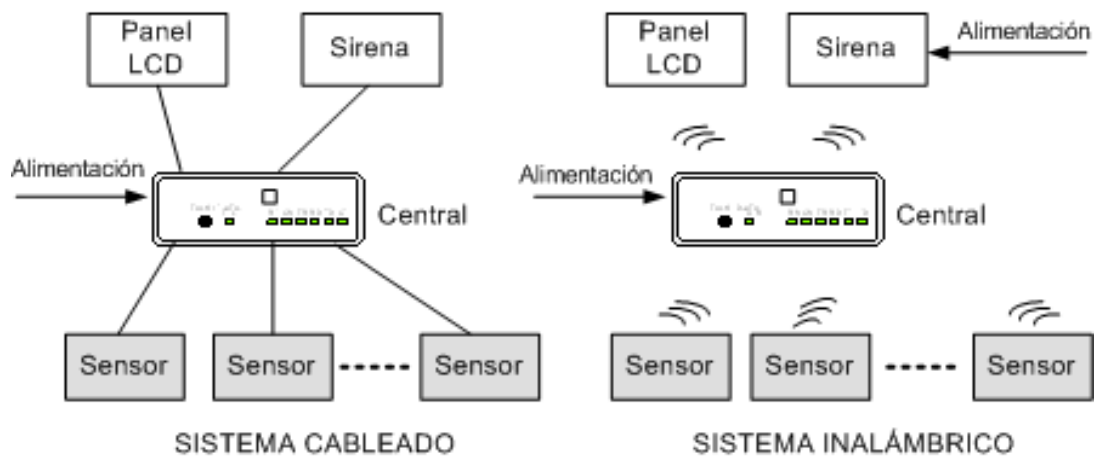 Panel
LCD
Sirena
Alimentación
Central
Sensor
Sensor
Sensor
SISTEMA CABLEADO
Panel
LCD
Sirena
Alimentación
Alimentación
Central
Sensor
Sensor
Sensor
SISTEMA INALÁMBRICO